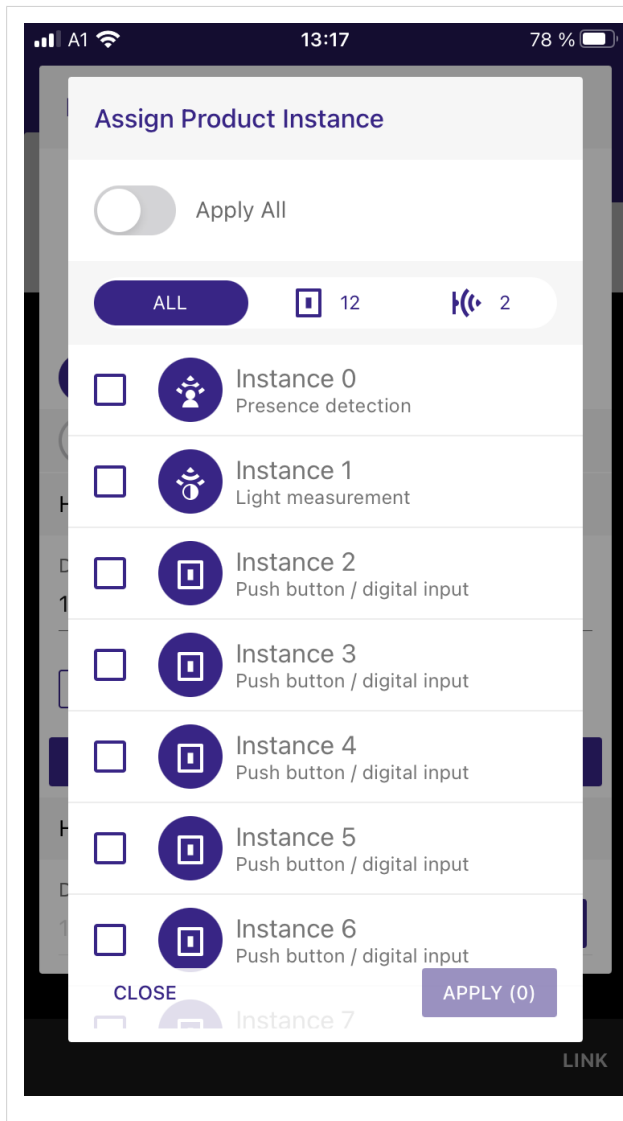 A1
13:17
78 %
Assign Product Instance
Apply All
ALL
12
2
Instance 0
Presence detection
Instance 1
Light measurement
Instance 2
Push button / digital input
Instance 3
Push button / digital input
Instance 4
Push button / digital input
Instance 5
Push button / digital input
Instance 6
Push button / digital input
CLOSE
APPLY (0)
Instance 7
LINK